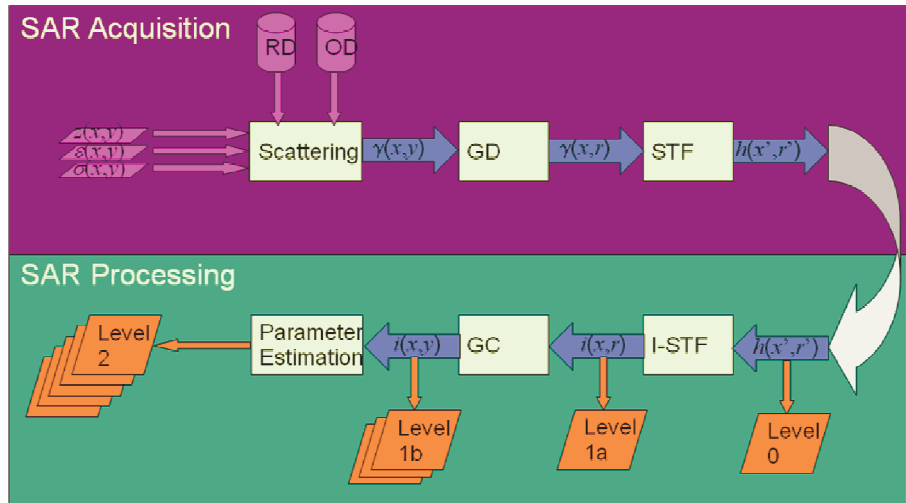 SAR Acquisition
RD
OD
z(x,y)
a(x,y)
σ(x,y)
Scattering
γ(x,y)
GD
γ(x,r)
STF
h(x',r')
SAR Processing
Level
2
Parameter
Estimation
i(x,y)
GC
i(x,r)
I-STF
h(x',r')
Level
1b
Level
1a
Level
0